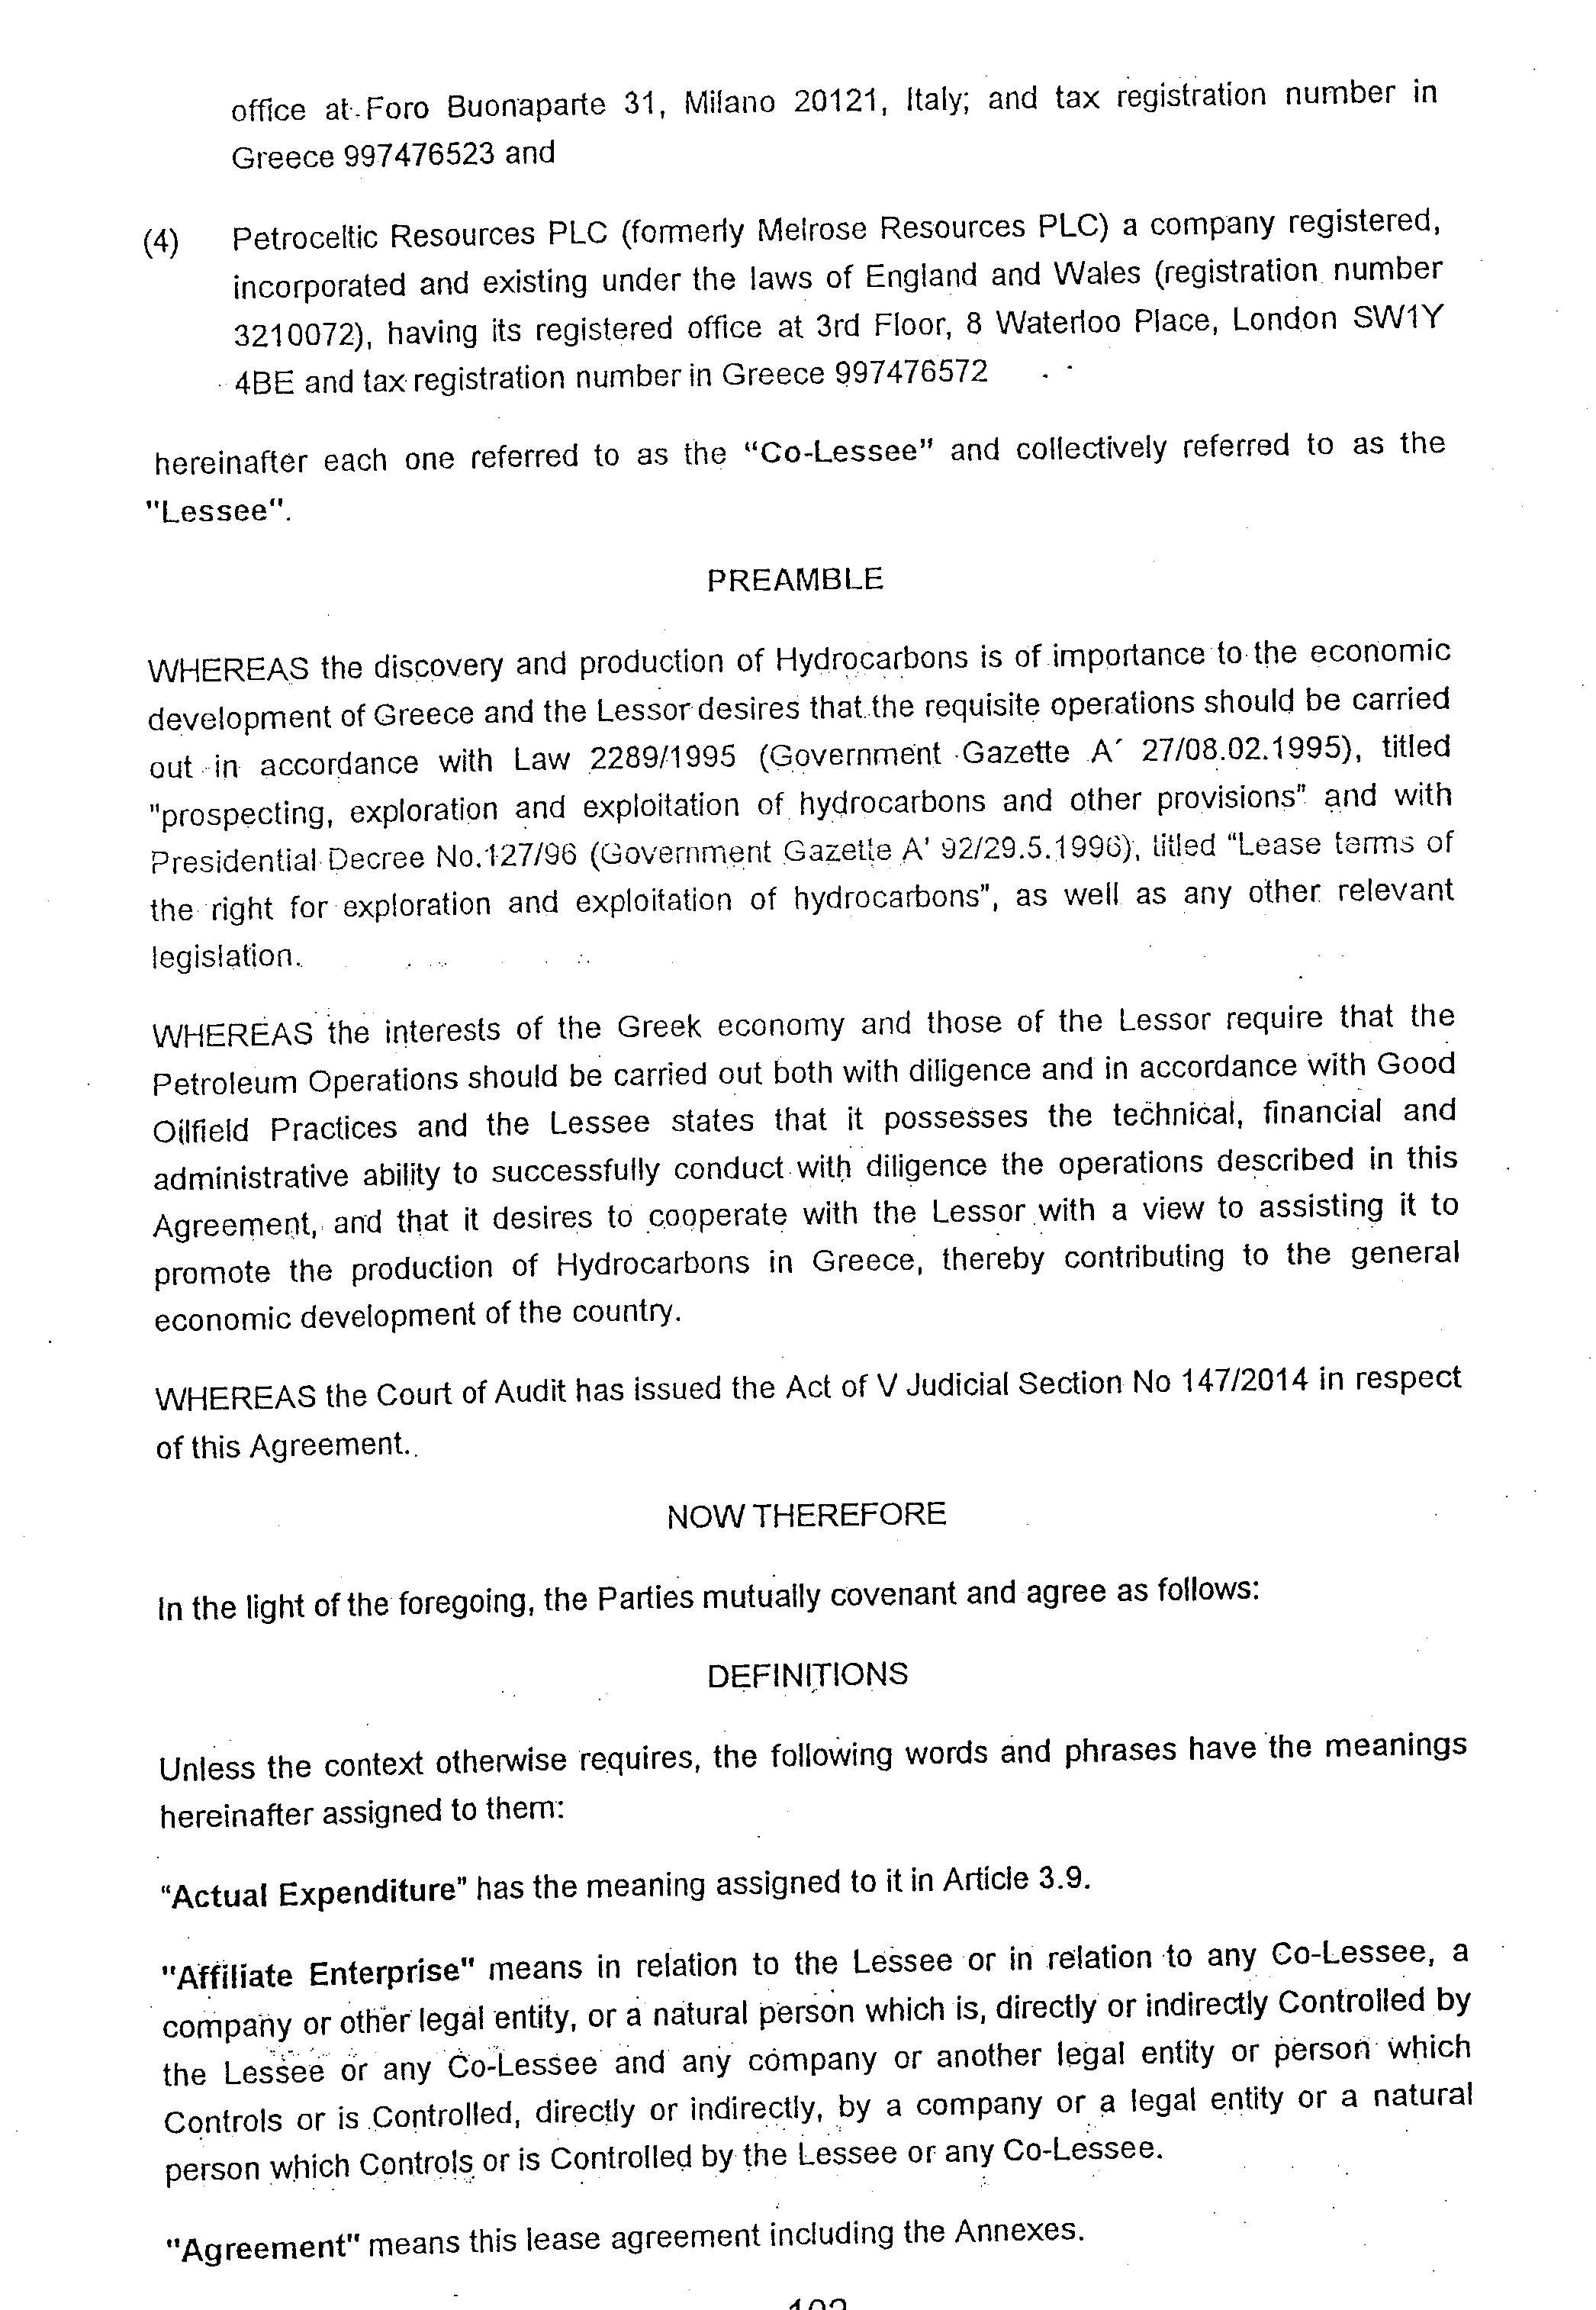 office at Foro Buonaparte 31, Milano 20121, Italy; and tax registration number in
Greece 997476523 and
(4) Petroceltic Resources PLC (formerly Melrose Resources PLC) a company registered,
incorporated and existing under the laws of England and Wales (registration number
3210072), having its registered office at 3rd Floor, 8 Waterloo Place, London SW1Y
4BE and tax registration number in Greece 997476572
hereinafter each one referred to as the “Co-Lessee” and collectively referred to as the
"Lessee".
PREAMBLE
WHEREAS the discovery and production of Hydrocarbons is of importance to the economic
development of Greece and the Lessor desires that the requisite operations should be carried
out in accordance with Law 2289/1995 (Government Gazette A´ 27/08.02.1995), titled
"prospecting, exploration and exploitation of hydrocarbons and other provisions" and with
Presidential Decree No.127/96 (Government Gazette A' 92/29.5.1996), titled “Lease terms of
the right for exploration and exploitation of hydrocarbons”, as well as any other relevant
legislation.
WHEREAS the interests of the Greek economy and those of the Lessor require that the
Petroleum Operations should be carried out both with diligence and in accordance with Good
Oilfield Practices and the Lessee states that it possesses the technical, financial and
administrative ability to successfully conduct with diligence the operations described in this
Agreement, and that it desires to cooperate with the Lessor with a view to assisting it to
promote the production of Hydrocarbons in Greece, thereby contributing to the general
economic development of the country.
WHEREAS the Court of Audit has issued the Act of V Judicial Section No 147/2014 in respect
of this Agreement.
NOW THEREFORE
In the light of the foregoing, the Parties mutually covenant and agree as follows:
DEFINITIONS
Unless the context otherwise requires, the following words and phrases have the meanings
hereinafter assigned to them:
“Actual Expenditure” has the meaning assigned to it in Article 3.9.
"Affiliate Enterprise" means in relation to the Lessee or in relation to any Co-Lessee, a
company or other legal entity, or a natural person which is, directly or indirectly Controlled by
the Lessee or any Co-Lessee and any company or another legal entity or person which
Controls or is Controlled, directly or indirectly, by a company or a legal entity or a natural
person which Controls or is Controlled by the Lessee or any Co-Lessee.
"Agreement" means this lease agreement including the Annexes.